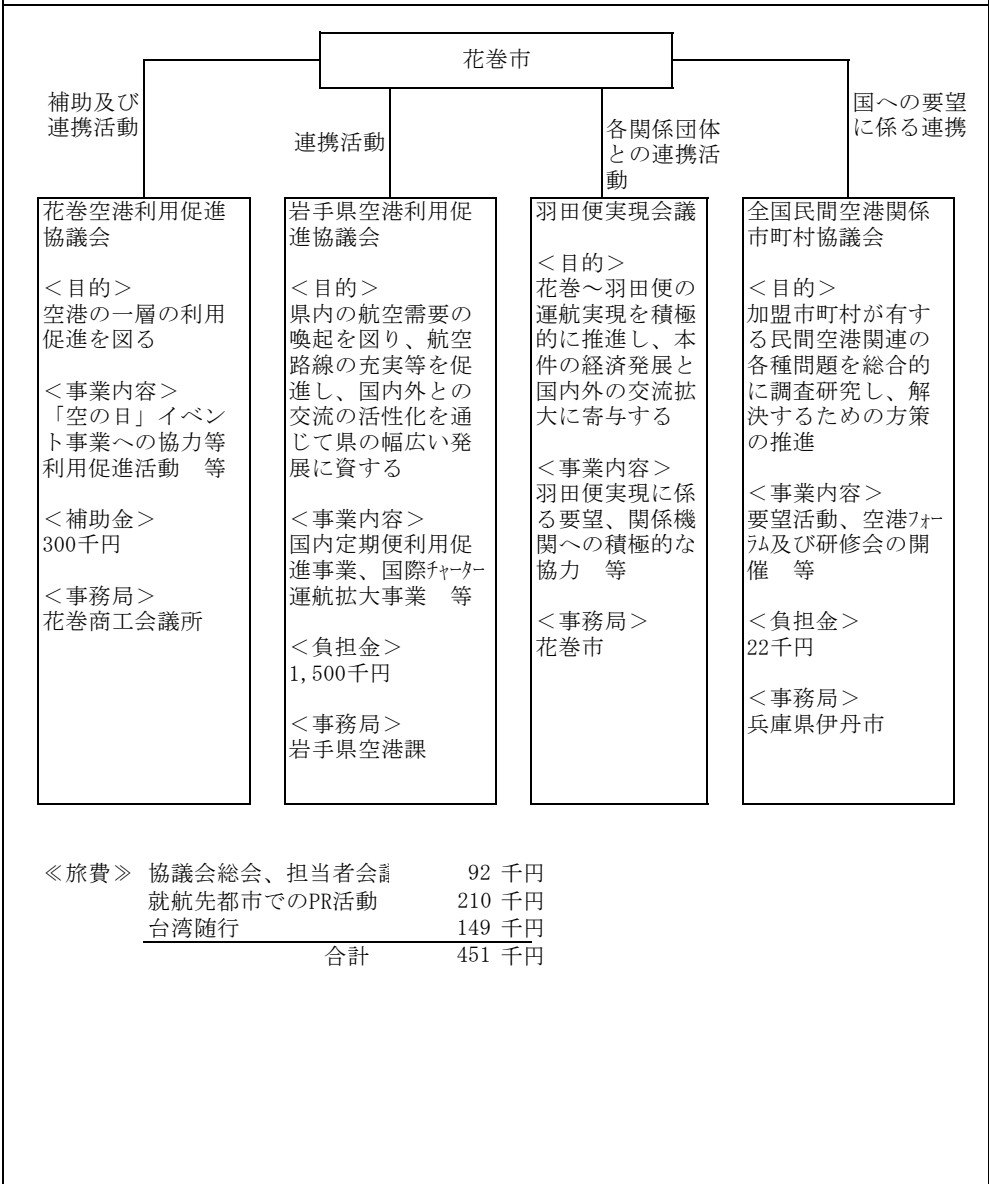 花巻市
補助及び
連携活動
連携活動
各関係団体
との連携活
動
国への要望
に係る連携
花巻空港利用促進
協議会
＜目的＞
空港の一層の利用
促進を図る
＜事業内容＞
「空の日」イベン
ト事業への協力等
利用促進活動　等
＜補助金＞
300千円
＜事務局＞
花巻商工会議所
岩手県空港利用促
進協議会
＜目的＞
県内の航空需要の
喚起を図り、航空
路線の充実等を促
進し、国内外との
交流の活性化を通
じて県の幅広い発
展に資する
＜事業内容＞
国内定期便利用促
進事業、国際ﾁｬｰﾀｰ
運航拡大事業　等
＜負担金＞
1,500千円
＜事務局＞
岩手県空港課
羽田便実現会議
＜目的＞
花巻～羽田便の
運航実現を積極
的に推進し、本
件の経済発展と
国内外の交流拡
大に寄与する
＜事業内容＞
羽田便実現に係
る要望、関係機
関への積極的な
協力　等
＜事務局＞
花巻市
全国民間空港関係
市町村協議会
＜目的＞
加盟市町村が有す
る民間空港関連の
各種問題を総合的
に調査研究し、解
決するための方策
の推進
＜事業内容＞
要望活動、空港ﾌｫｰ
ﾗﾑ及び研修会の開
催　等
＜負担金＞
22千円
＜事務局＞
兵庫県伊丹市
≪旅費≫ 協議会総会、担当者会 92 千円
就航先都市でのPR活動 210 千円
台湾随行 149 千円
合計 451 千円